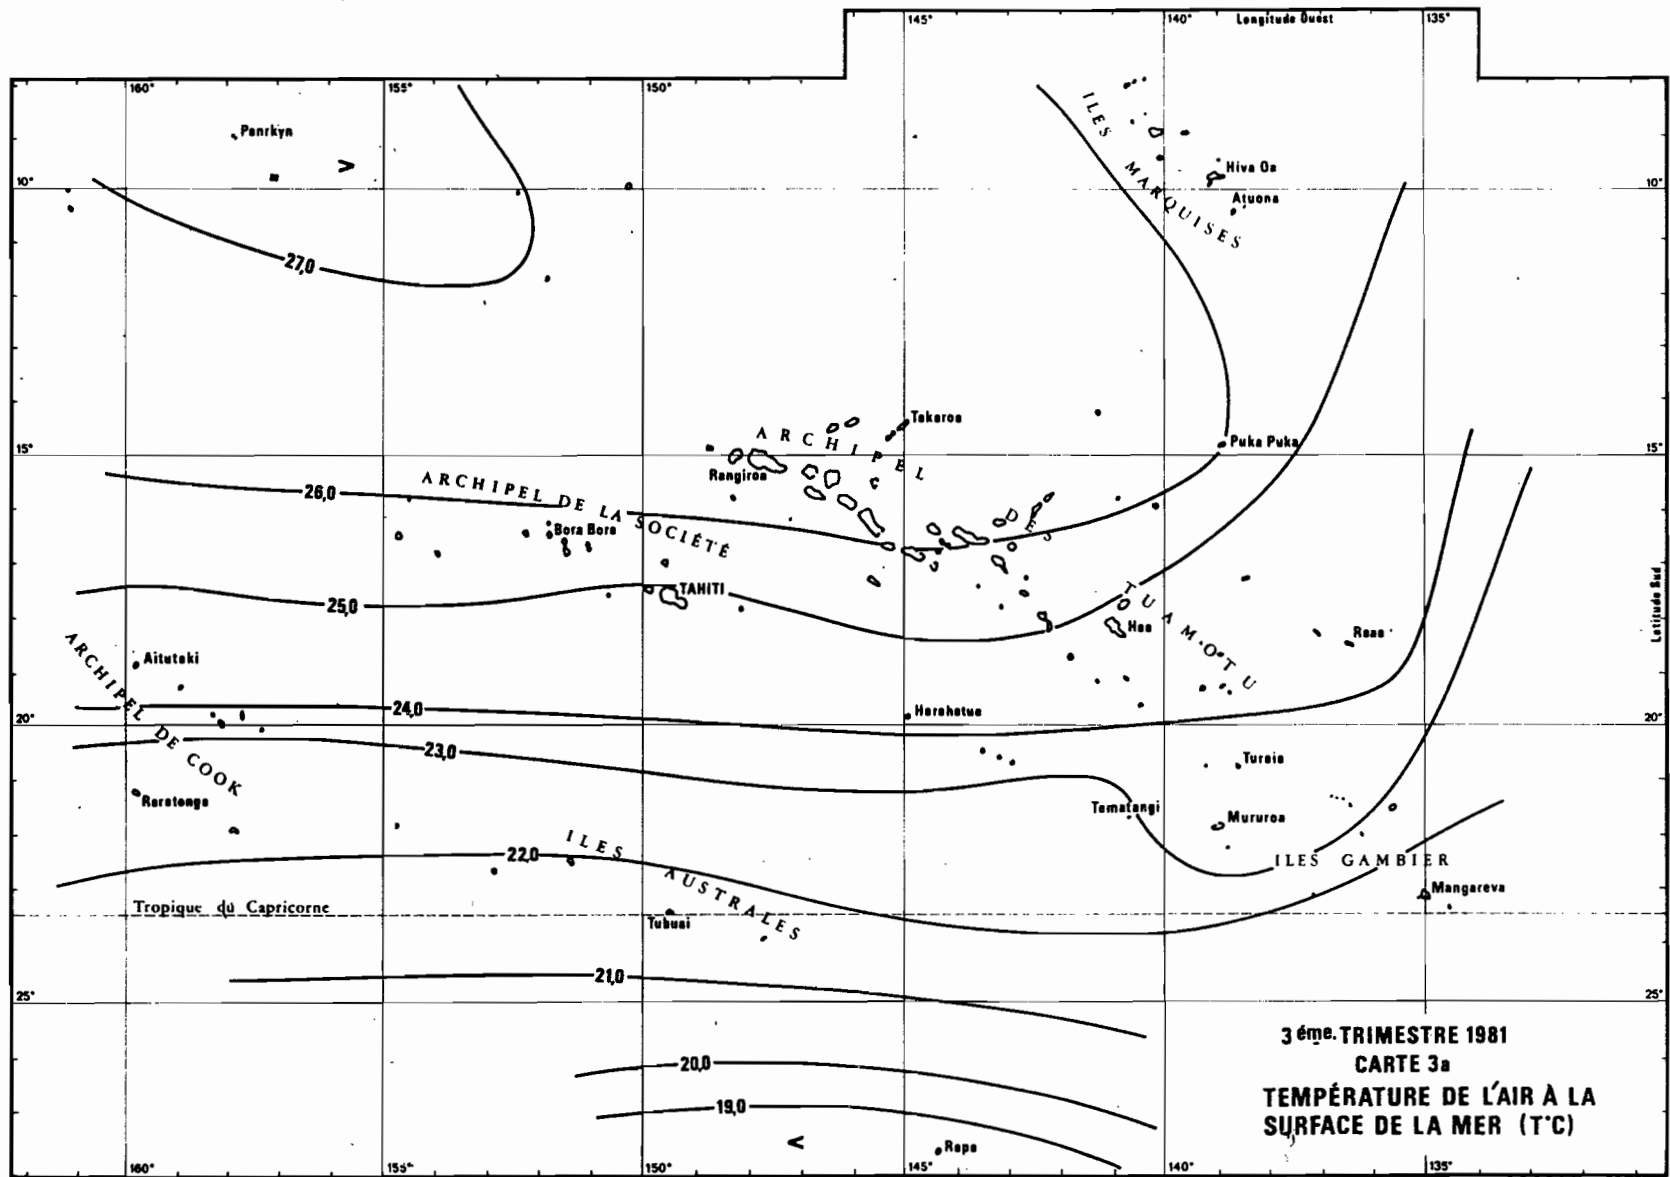 145° 140° Longitude Ouest 135°
160° 155° 150°
Penrkyn
>
ILES MARQUISES
Hiva Oa
Atuona
10° 10°
27,0
Takaroa
ARCHIPEL DES TUAMOTU
Puka Puka
15° 15°
Rangiroa
26,0
ARCHIPEL DE LA SOCIÉTÉ
Bora Bora
TAHITI
25,0
Latitude Sud
Hao
Reao
ARCHIPEL DE COOK
Aitutaki
24,0
Herehetue
20° 20°
23,0
Tureia
Rarotonga
Tematangi
Mururoa
ILES AUSTRALES
22,0
ILES GAMBIER
Mangareva
Tropique du Capricorne
Tubuai
21,0
25° 25°
20,0
19,0
<
Rapa
3éme. TRIMESTRE 1981
CARTE 3a
TEMPÉRATURE DE L'AIR À LA
SURFACE DE LA MER (T°C)
160° 155° 150° 145° 140° 135°